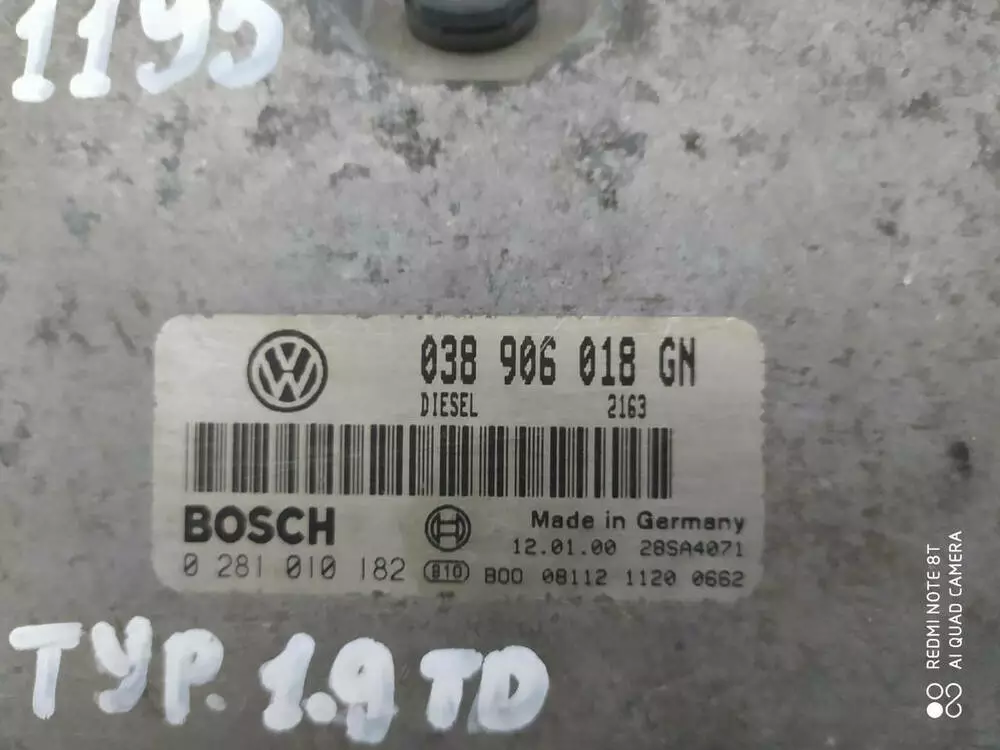 1195
038 906 018 GN
DIESEL 2163
BOSCH
Made in Germany
12.01.00 28SA4071
0 281 010 182 810 B00 08112 1120 0662
ТУР. 1.9 TD
REDMI NOTE 8T
AI QUAD CAMERA